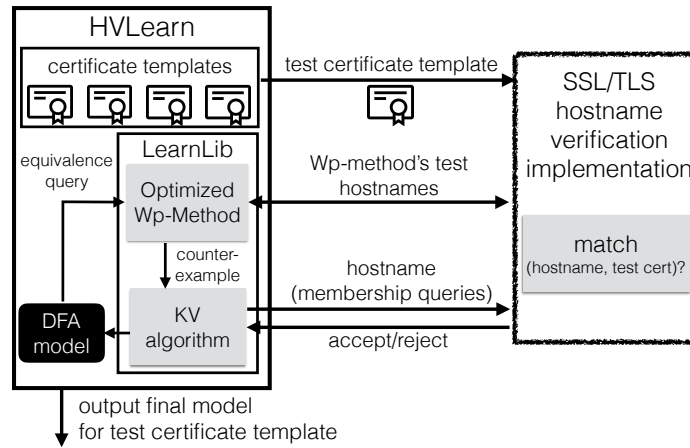 HVLearn
certificate templates
test certificate template
SSL/TLS
hostname
verification
implementation
LearnLib
equivalence
query
Optimized
Wp-Method
Wp-method's test
hostnames
counter-
example
match
(hostname, test cert)?
hostname
(membership queries)
DFA
model
KV
algorithm
accept/reject
output final model
for test certificate template